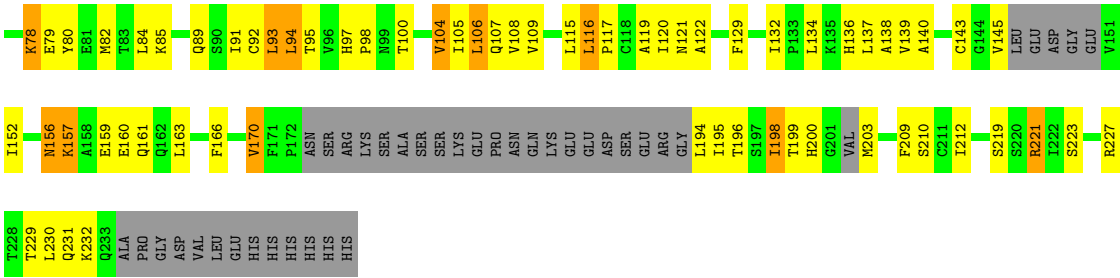 K78 E79 Y80 E81 M82 T83 L84 K85 Q89 S90 I91 C92 L93 L94 T95 V96 H97 P98 N99 T100 V104 I105 L106 Q107 V108 V109 L115 L116 P117 C118 A119 I120 N121 A122 F129 I132 P133 L134 K135 H136 L137 A138 V139 A140 C143 G144 V145 LEU GLU ASP GLY GLU V151
I152 N156 K157 A158 E159 E160 Q161 Q162 L163 F166 V170 F171 P172 ASN SER ARG LYS SER ALA SER SER LYS GLU PRO ASN GLN LYS GLU GLU ASP SER GLU ARG GLY L194 I195 T196 S197 I198 T199 H200 G201 VAL M203 F209 S210 C211 I212 S219 S220 R221 I222 S223 R227
T228 T229 L230 Q231 K232 Q233 ALA PRO GLY ASP VAL LEU GLU HIS HIS HIS HIS HIS HIS